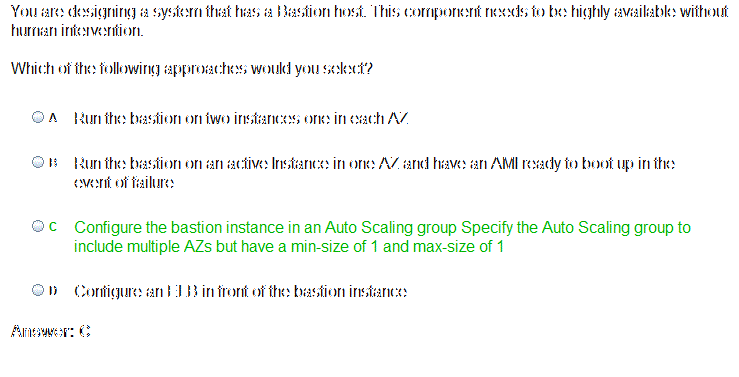 You are designing a system that has a Bastion host. This component needs to be highly available without
human intervention.
Which of the following approaches would you select?
A Run the bastion on two instances one in each AZ
B Run the bastion on an active Instance in one AZ and have an AMI ready to boot up in the
event of failure
C Configure the bastion instance in an Auto Scaling group Specify the Auto Scaling group to
include multiple AZs but have a min-size of 1 and max-size of 1
D Configure an ELB in front of the bastion instance
Answer: C